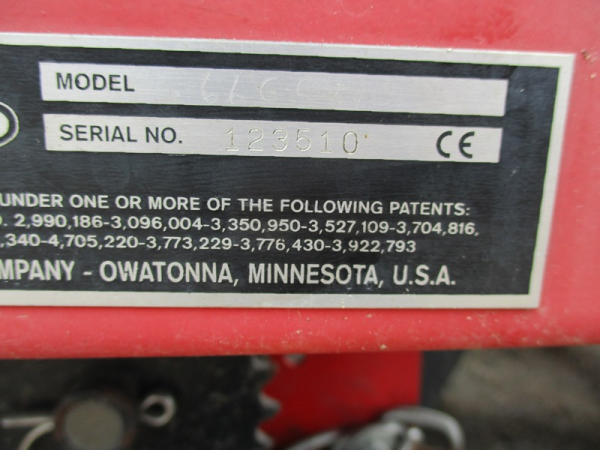 MODEL
SERIAL NO. 123510 CE
UNDER ONE OR MORE OF THE FOLLOWING PATENTS:
2,990,186-3,096,004-3,350,950-3,527,109-3,704,816,
,340-4,705,220-3,773,229-3,776,430-3,922,793
MPANY - OWATONNA, MINNESOTA, U.S.A.